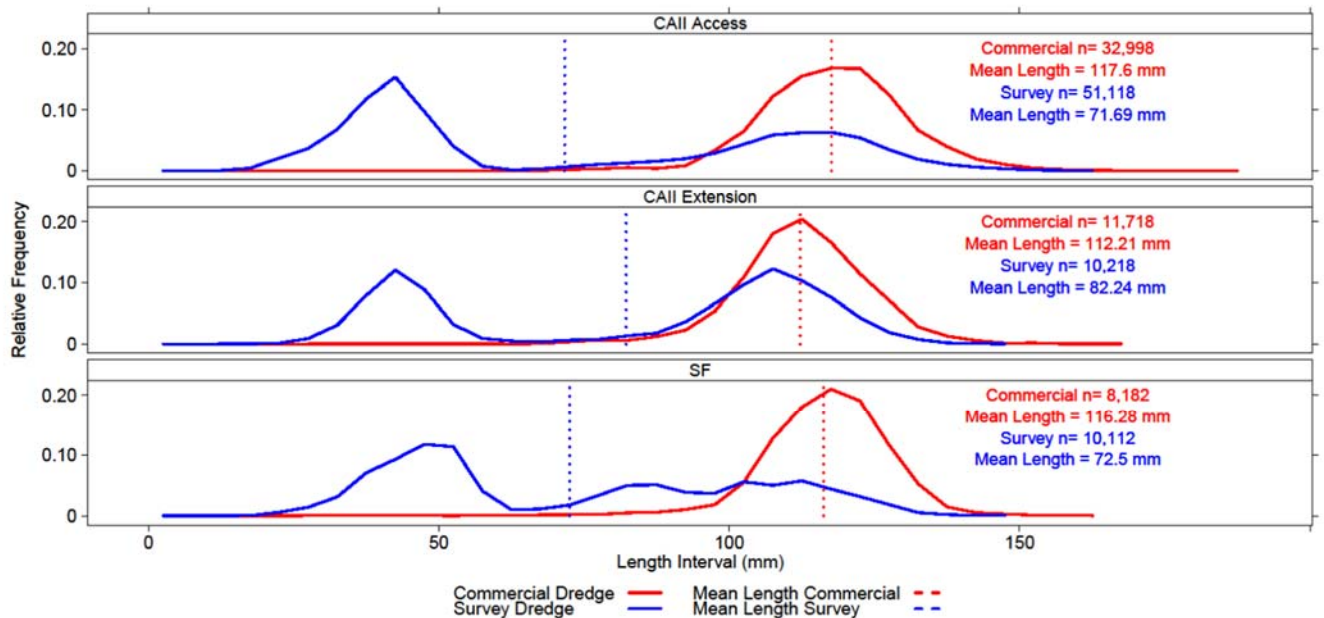 CAII Access
0.20
0.10
0
Commercial n= 32,998
Mean Length = 117.6 mm
Survey n= 51,118
Mean Length = 71.69 mm
CAII Extension
0.20
0.10
0
Commercial n= 11,718
Mean Length = 112.21 mm
Survey n= 10,218
Mean Length = 82.24 mm
SF
0.20
0.10
0
Commercial n= 8,182
Mean Length = 116.28 mm
Survey n= 10,112
Mean Length = 72.5 mm
Relative Frequency
0 50 100 150
Length Interval (mm)
Commercial Dredge Mean Length Commercial
Survey Dredge Mean Length Survey